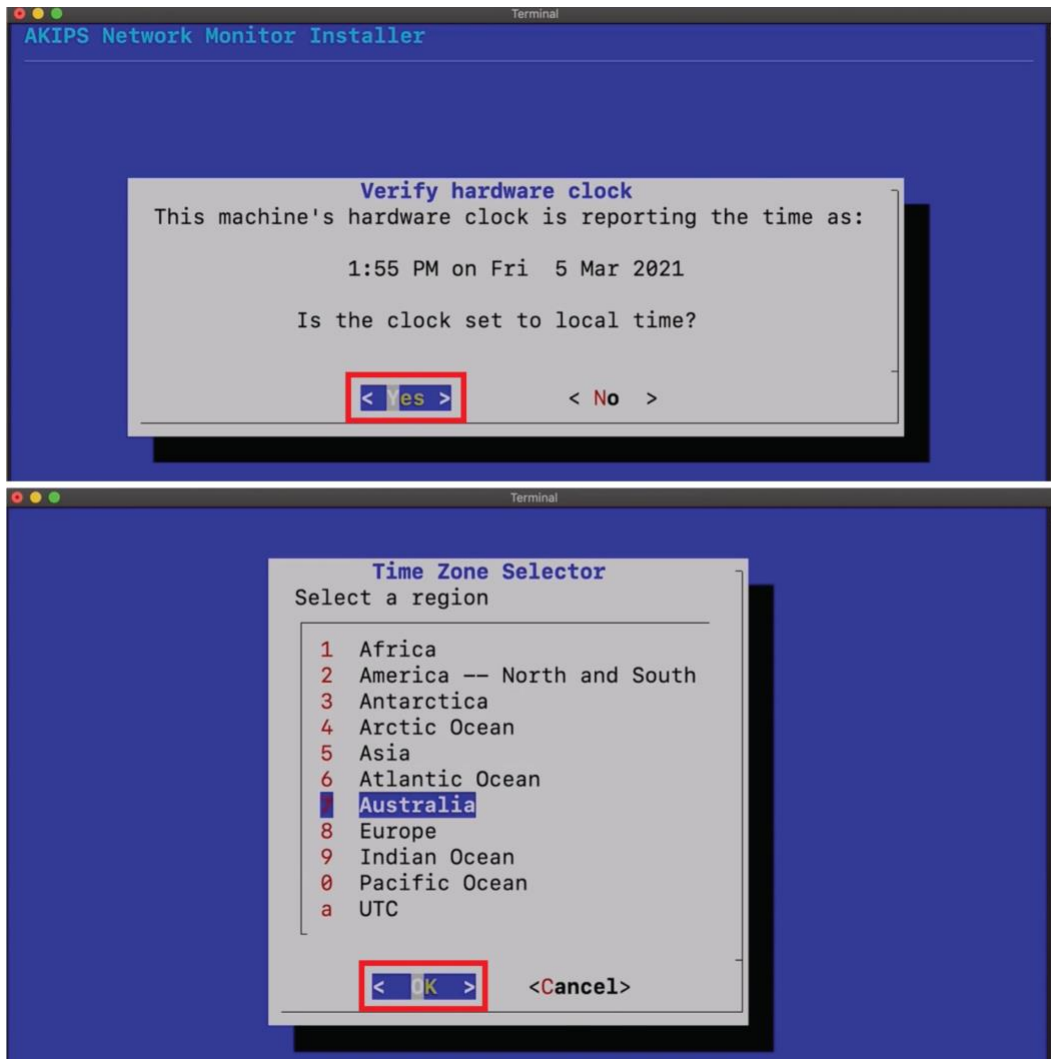 Terminal
AKIPS Network Monitor Installer
Verify hardware clock
This machine's hardware clock is reporting the time as:
1:55 PM on Fri  5 Mar 2021
Is the clock set to local time?
< Yes > < No >
Terminal
Time Zone Selector
Select a region
1 Africa
2 America -- North and South
3 Antarctica
4 Arctic Ocean
5 Asia
6 Atlantic Ocean
7 Australia
8 Europe
9 Indian Ocean
0 Pacific Ocean
a UTC
< OK > <Cancel>